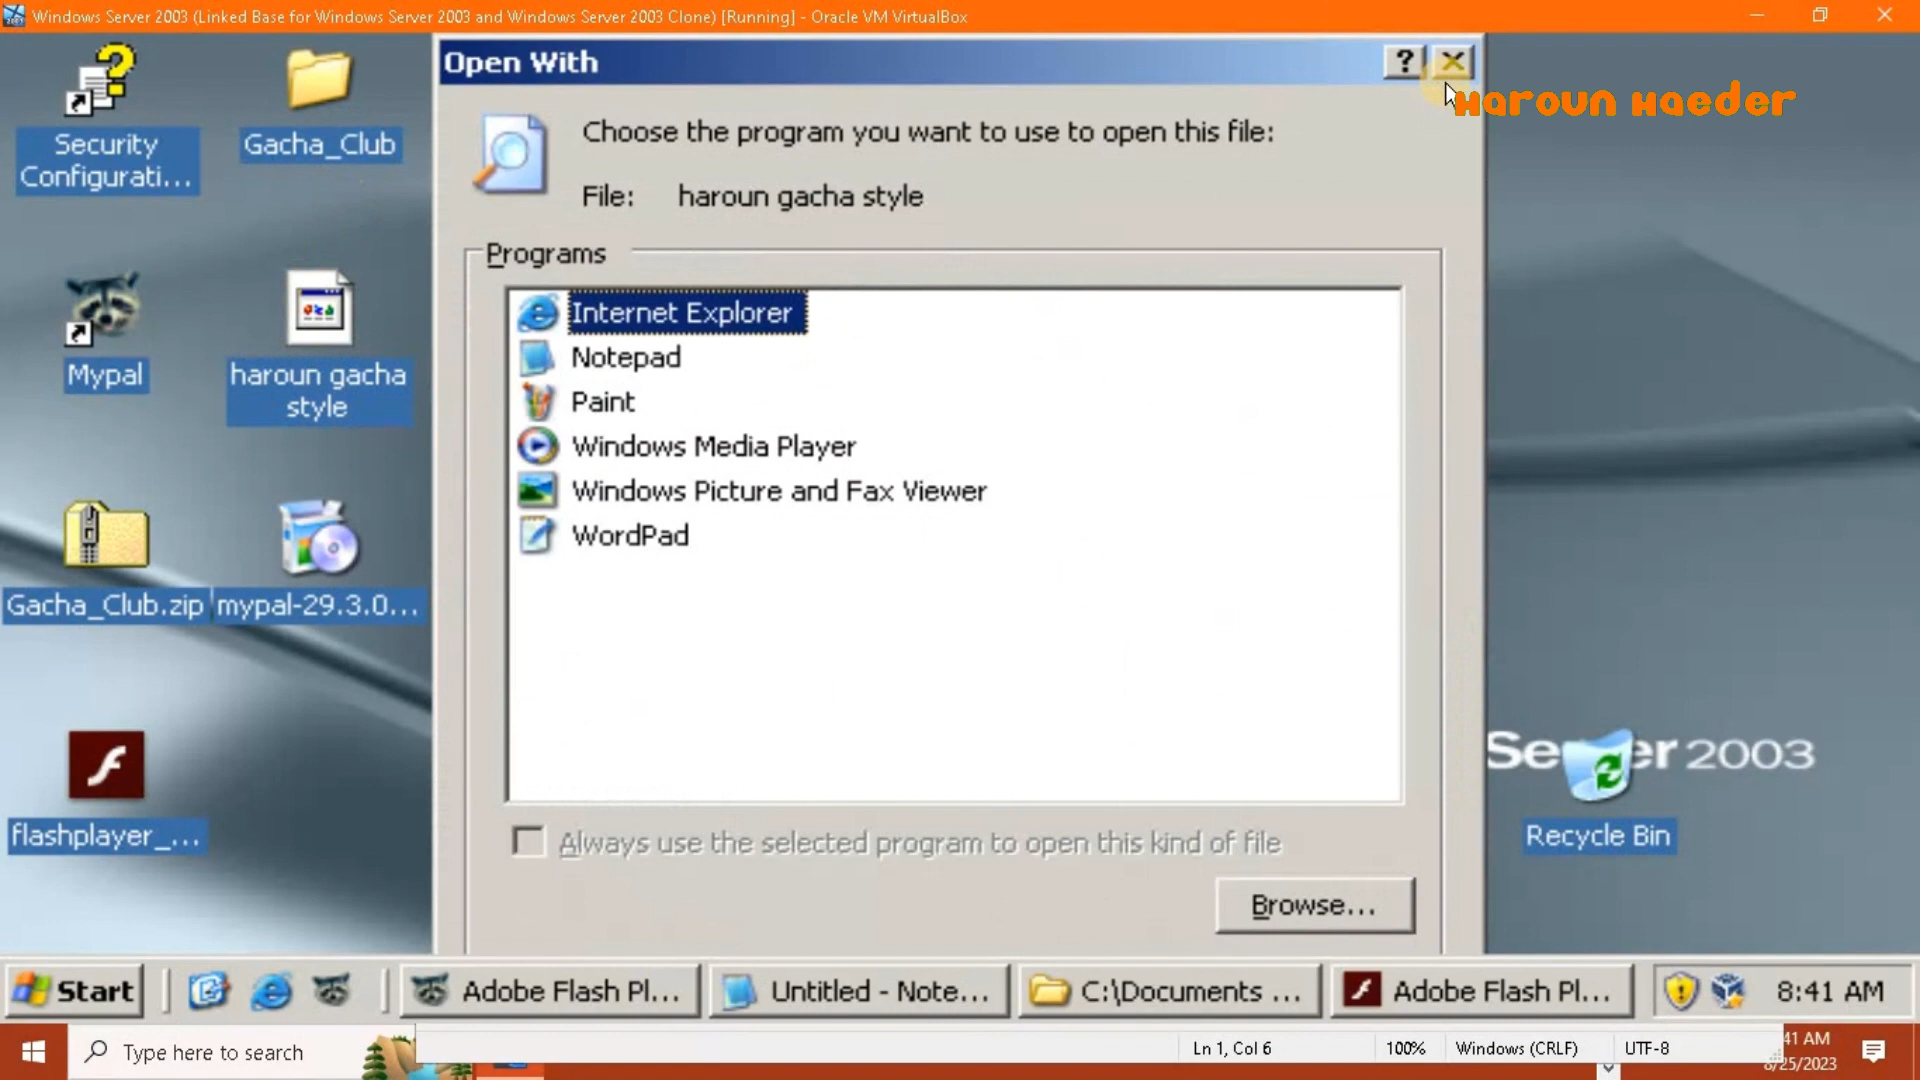 Windows Server 2003 (Linked Base for Windows Server 2003 and Windows Server 2003 Clone) [Running] - Oracle VM VirtualBox
Open With
Haroun Haeder
Security
Configurati...
Gacha_Club
Choose the program you want to use to open this file:
File: haroun gacha style
Programs
Internet Explorer
Notepad
Paint
Windows Media Player
Windows Picture and Fax Viewer
WordPad
Mypal
haroun gacha
style
Gacha_Club.zip
mypal-29.3.0...
flashplayer_...
Server 2003
Recycle Bin
Always use the selected program to open this kind of file
Browse...
Start
Adobe Flash Pl...
Untitled - Note...
C:\Documents ...
Adobe Flash Pl...
8:41 AM
Type here to search
Ln 1, Col 6
100%
Windows (CRLF)
UTF-8
41 AM
8/25/2023